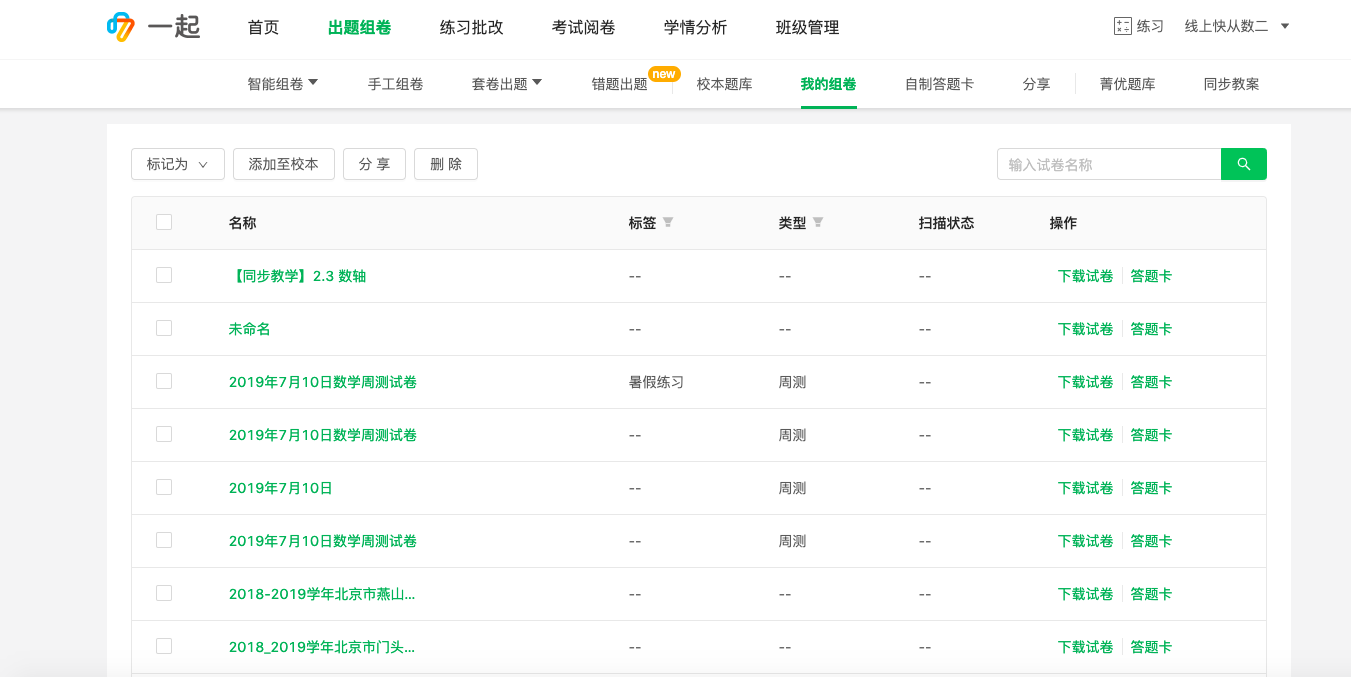 一起 首页 出题组卷 练习批改 考试阅卷 学情分析 班级管理 练习 线上快从数二
智能组卷 手工组卷 套卷出题 错题出题 new 校本题库 我的组卷 自制答题卡 分享 菁优题库 同步教案
标记为 添加至校本 分 享 删 除 输入试卷名称
名称 标签 类型 扫描状态 操作
【同步教学】2.3 数轴 -- -- -- 下载试卷 答题卡
未命名 -- -- -- 下载试卷 答题卡
2019年7月10日数学周测试卷 暑假练习 周测 -- 下载试卷 答题卡
2019年7月10日数学周测试卷 -- 周测 -- 下载试卷 答题卡
2019年7月10日 -- 周测 -- 下载试卷 答题卡
2019年7月10日数学周测试卷 -- 周测 -- 下载试卷 答题卡
2018-2019学年北京市燕山... -- -- -- 下载试卷 答题卡
2018_2019学年北京市门头... -- -- -- 下载试卷 答题卡